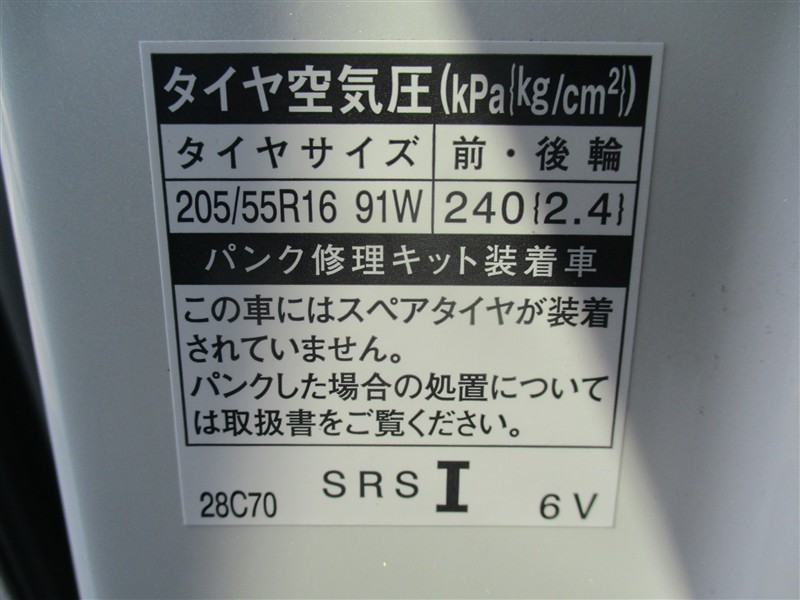 タイヤ空気圧(kPa{kg/cm²})
タイヤサイズ 前・後輪
205/55R16 91W 240{2.4}
パンク修理キット装着車
この車にはスペアタイヤが装着
されていません。
パンクした場合の処置について
は取扱書をご覧ください。
28C70 SRS I 6V